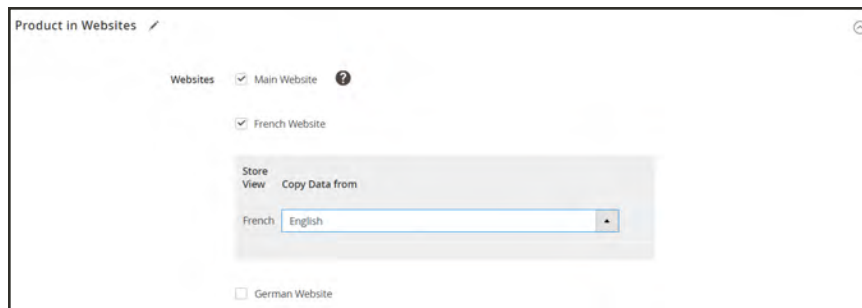 Product in Websites
Websites Main Website ?
French Website
Store
View Copy Data from
French English
German Website